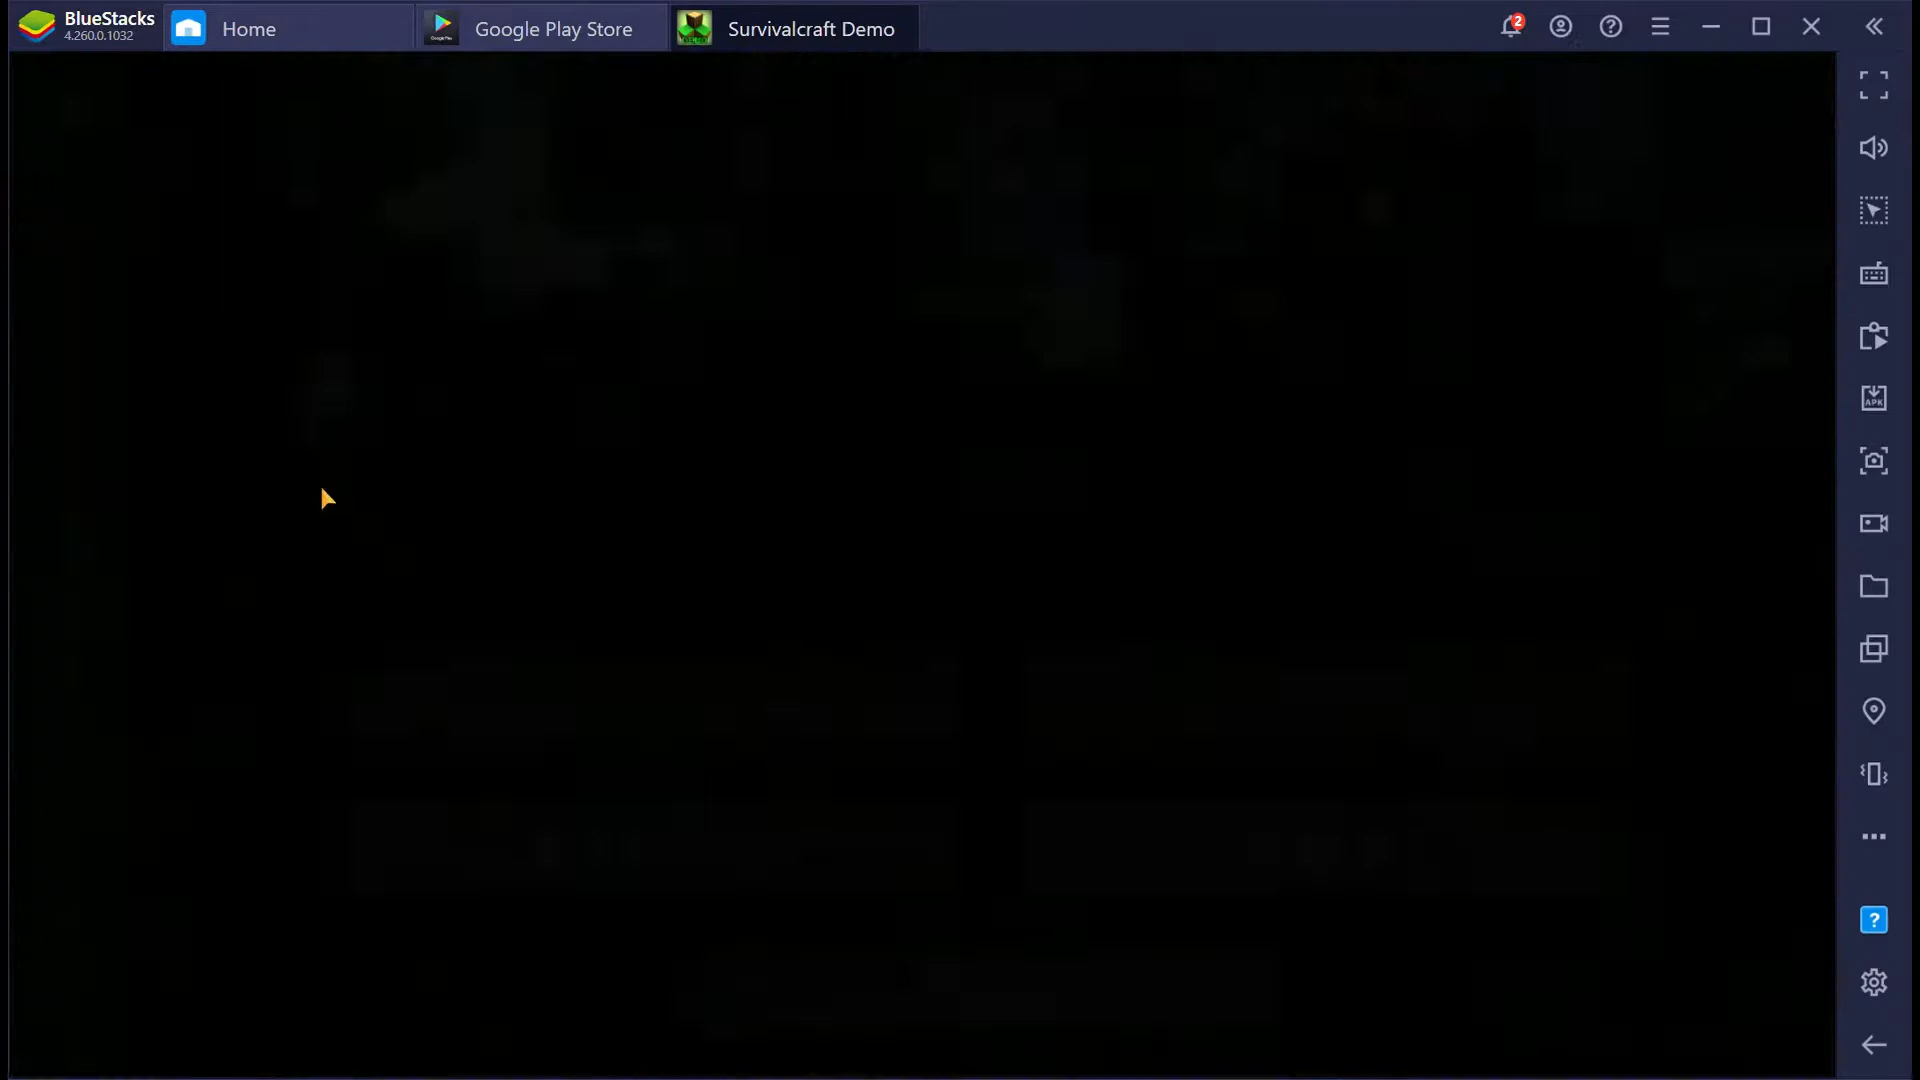 BlueStacks
4.260.0.1032
Home
Google Play Store
Survivalcraft Demo
2
APK
?